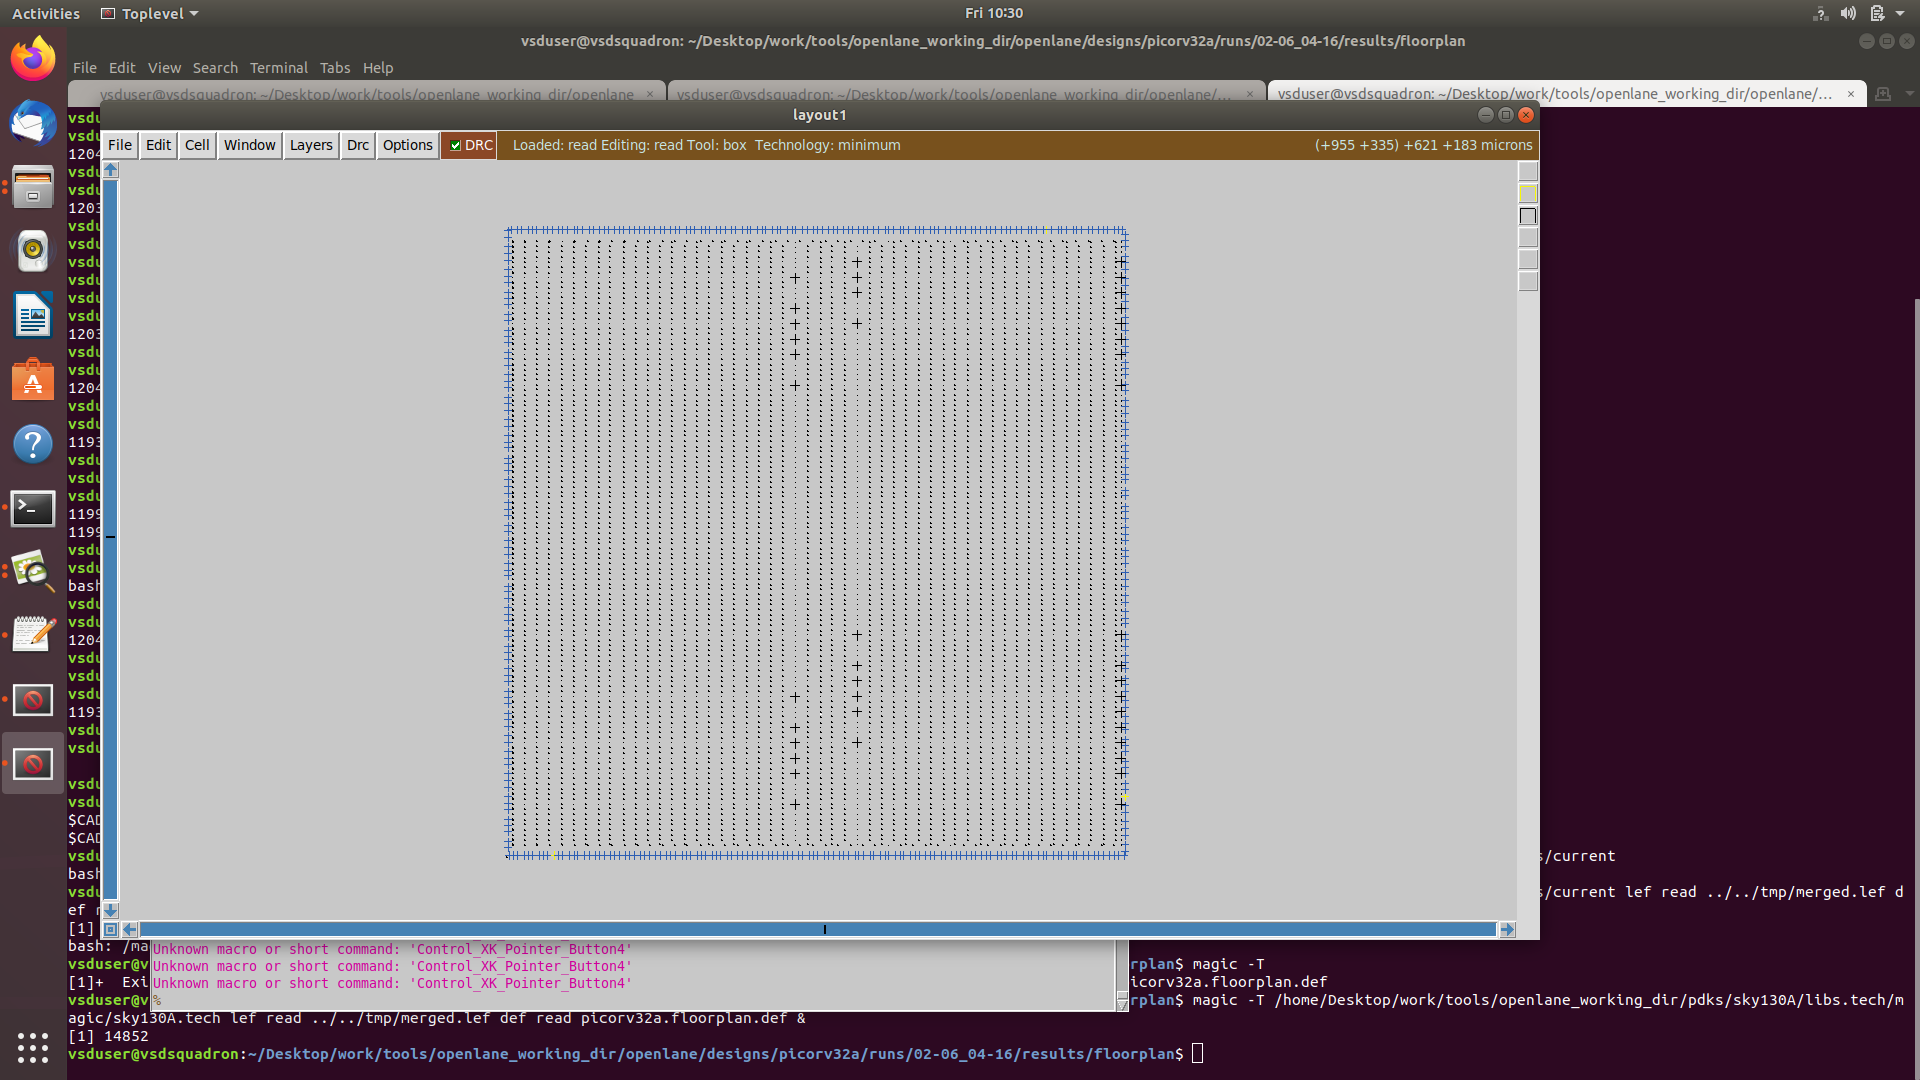 Activities
Toplevel
Fri 10:30
vsduser@vsdsquadron: ~/Desktop/work/tools/openlane_working_dir/openlane/designs/picorv32a/runs/02-06_04-16/results/floorplan
File Edit View Search Terminal Tabs Help
vsduser@vsdsquadron: ~/Desktop/work/tools/openlane_working_dir/openlane ×
vsduser@vsdsquadron: ~/Desktop/work/tools/openlane_working_dir/openlane/... ×
vsduser@vsdsquadron: ~/Desktop/work/tools/openlane_working_dir/openlane/... ×
layout1
File Edit Cell Window Layers Drc Options DRC Loaded: read Editing: read Tool: box Technology: minimum (+955 +335) +621 +183 microns
vsdu
vsdu
1204
vsdu
vsdu
1203
vsdu
vsdu
vsdu
vsdu
vsdu
vsdu
1203
vsdu
vsdu
1204
vsdu
vsdu
1193
vsdu
vsdu
vsdu
1199
1199
vsdu
vsdu
bash
vsdu
vsdu
1204
vsdu
vsdu
vsdu
1193
vsdu
vsdu
vsdu
vsdu
$CAD
$CAD
vsdu s/current
bash
vsdu s/current lef read ../../tmp/merged.lef d
ef r
[1]
bash: /ma
vsduser@v rplan$ magic -T
[1]+ Exi icorv32a.floorplan.def
vsduser@v rplan$ magic -T /home/Desktop/work/tools/openlane_working_dir/pdks/sky130A/libs.tech/m
agic/sky130A.tech lef read ../../tmp/merged.lef def read picorv32a.floorplan.def &
[1] 14852
vsduser@vsdsquadron:~/Desktop/work/tools/openlane_working_dir/openlane/designs/picorv32a/runs/02-06_04-16/results/floorplan$
Unknown macro or short command: 'Control_XK_Pointer_Button4'
Unknown macro or short command: 'Control_XK_Pointer_Button4'
Unknown macro or short command: 'Control_XK_Pointer_Button4'
%